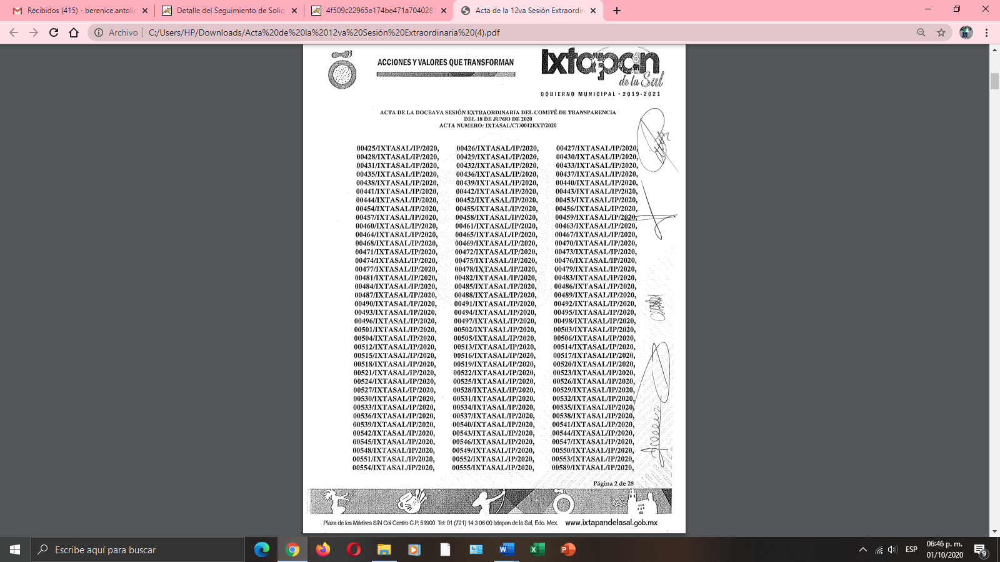 Recibidos (415) - berenice.antolin
Detalle del Seguimiento de Solici
4f509c22965e174be471a7040281
Acta de la 12va Sesión Extraordin
Archivo | C:/Users/HP/Downloads/Acta%20de%20la%2012va%20Sesión%20Extraordinaria%20(4).pdf
ACCIONES Y VALORES QUE TRANSFORMAN
Ixtapan
de la Sal
GOBIERNO MUNICIPAL • 2019-2021
ACTA DE LA DOCEAVA SESIÓN EXTRAORDINARIA DEL COMITÉ DE TRANSPARENCIA
DEL 18 DE JUNIO DE 2020
ACTA NUMERO: IXTASAL/CT/0012EXT/2020
00425/IXTASAL/IP/2020, 00426/IXTASAL/IP/2020, 00427/IXTASAL/IP/2020,
00428/IXTASAL/IP/2020, 00429/IXTASAL/IP/2020, 00430/IXTASAL/IP/2020,
00431/IXTASAL/IP/2020, 00432/IXTASAL/IP/2020, 00433/IXTASAL/IP/2020,
00435/IXTASAL/IP/2020, 00436/IXTASAL/IP/2020, 00437/IXTASAL/IP/2020,
00438/IXTASAL/IP/2020, 00439/IXTASAL/IP/2020, 00440/IXTASAL/IP/2020,
00441/IXTASAL/IP/2020, 00442/IXTASAL/IP/2020, 00443/IXTASAL/IP/2020,
00444/IXTASAL/IP/2020, 00452/IXTASAL/IP/2020, 00453/IXTASAL/IP/2020,
00454/IXTASAL/IP/2020, 00455/IXTASAL/IP/2020, 00456/IXTASAL/IP/2020,
00457/IXTASAL/IP/2020, 00458/IXTASAL/IP/2020, 00459/IXTASAL/IP/2020,
00460/IXTASAL/IP/2020, 00461/IXTASAL/IP/2020, 00463/IXTASAL/IP/2020,
00464/IXTASAL/IP/2020, 00465/IXTASAL/IP/2020, 00467/IXTASAL/IP/2020,
00468/IXTASAL/IP/2020, 00469/IXTASAL/IP/2020, 00470/IXTASAL/IP/2020,
00471/IXTASAL/IP/2020, 00472/IXTASAL/IP/2020, 00473/IXTASAL/IP/2020,
00474/IXTASAL/IP/2020, 00475/IXTASAL/IP/2020, 00476/IXTASAL/IP/2020,
00477/IXTASAL/IP/2020, 00478/IXTASAL/IP/2020, 00479/IXTASAL/IP/2020,
00481/IXTASAL/IP/2020, 00482/IXTASAL/IP/2020, 00483/IXTASAL/IP/2020,
00484/IXTASAL/IP/2020, 00485/IXTASAL/IP/2020, 00486/IXTASAL/IP/2020,
00487/IXTASAL/IP/2020, 00488/IXTASAL/IP/2020, 00489/IXTASAL/IP/2020,
00490/IXTASAL/IP/2020, 00491/IXTASAL/IP/2020, 00492/IXTASAL/IP/2020,
00493/IXTASAL/IP/2020, 00494/IXTASAL/IP/2020, 00495/IXTASAL/IP/2020,
00496/IXTASAL/IP/2020, 00497/IXTASAL/IP/2020, 00498/IXTASAL/IP/2020,
00501/IXTASAL/IP/2020, 00502/IXTASAL/IP/2020, 00503/IXTASAL/IP/2020,
00504/IXTASAL/IP/2020, 00505/IXTASAL/IP/2020, 00506/IXTASAL/IP/2020,
00512/IXTASAL/IP/2020, 00513/IXTASAL/IP/2020, 00514/IXTASAL/IP/2020,
00515/IXTASAL/IP/2020, 00516/IXTASAL/IP/2020, 00517/IXTASAL/IP/2020,
00518/IXTASAL/IP/2020, 00519/IXTASAL/IP/2020, 00520/IXTASAL/IP/2020,
00521/IXTASAL/IP/2020, 00522/IXTASAL/IP/2020, 00523/IXTASAL/IP/2020,
00524/IXTASAL/IP/2020, 00525/IXTASAL/IP/2020, 00526/IXTASAL/IP/2020,
00527/IXTASAL/IP/2020, 00528/IXTASAL/IP/2020, 00529/IXTASAL/IP/2020,
00530/IXTASAL/IP/2020, 00531/IXTASAL/IP/2020, 00532/IXTASAL/IP/2020,
00533/IXTASAL/IP/2020, 00534/IXTASAL/IP/2020, 00535/IXTASAL/IP/2020,
00536/IXTASAL/IP/2020, 00537/IXTASAL/IP/2020, 00538/IXTASAL/IP/2020,
00539/IXTASAL/IP/2020, 00540/IXTASAL/IP/2020, 00541/IXTASAL/IP/2020,
00542/IXTASAL/IP/2020, 00543/IXTASAL/IP/2020, 00544/IXTASAL/IP/2020,
00545/IXTASAL/IP/2020, 00546/IXTASAL/IP/2020, 00547/IXTASAL/IP/2020,
00548/IXTASAL/IP/2020, 00549/IXTASAL/IP/2020, 00550/IXTASAL/IP/2020,
00551/IXTASAL/IP/2020, 00552/IXTASAL/IP/2020, 00553/IXTASAL/IP/2020,
00554/IXTASAL/IP/2020, 00555/IXTASAL/IP/2020, 00589/IXTASAL/IP/2020,
Página 2 de 28
Plaza de los Mártires S/N Col Centro C.P. 51900 Tel: 01 (721) 14 3 06 00 Ixtapan de la Sal, Edo. Mex. www.ixtapandelasal.gob.mx
Escribe aquí para buscar
ESP
06:46 p. m.
01/10/2020
9